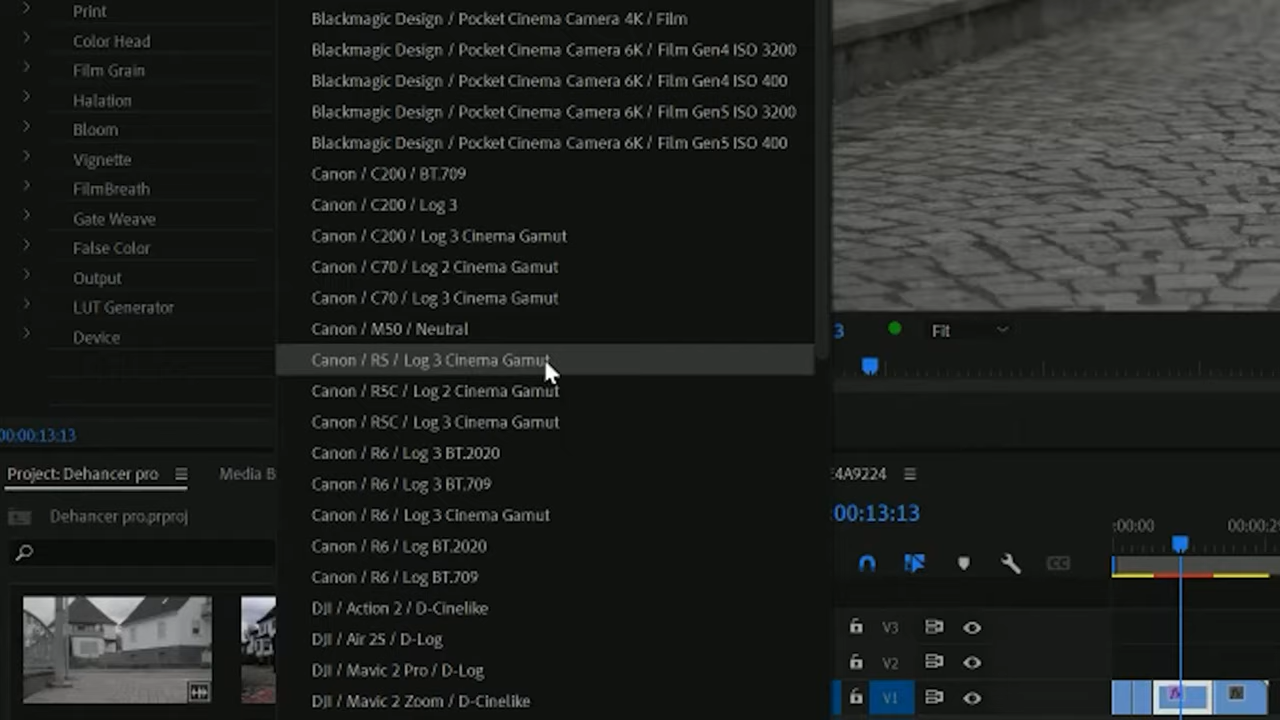 Print
Color Head
Film Grain
Halation
Bloom
Vignette
FilmBreath
Gate Weave
False Color
Output
LUT Generator
Device
00:00:13:13
Project: Dehancer pro
Media B
Dehancer pro.prproj
Blackmagic Design / Pocket Cinema Camera 4K / Film
Blackmagic Design / Pocket Cinema Camera 6K / Film Gen4 ISO 3200
Blackmagic Design / Pocket Cinema Camera 6K / Film Gen4 ISO 400
Blackmagic Design / Pocket Cinema Camera 6K / Film Gen5 ISO 3200
Blackmagic Design / Pocket Cinema Camera 6K / Film Gen5 ISO 400
Canon / C200 / BT.709
Canon / C200 / Log 3
Canon / C200 / Log 3 Cinema Gamut
Canon / C70 / Log 2 Cinema Gamut
Canon / C70 / Log 3 Cinema Gamut
Canon / M50 / Neutral
Canon / R5 / Log 3 Cinema Gamut
Canon / R5C / Log 2 Cinema Gamut
Canon / R5C / Log 3 Cinema Gamut
Canon / R6 / Log 3 BT.2020
Canon / R6 / Log 3 BT.709
Canon / R6 / Log 3 Cinema Gamut
Canon / R6 / Log BT.2020
Canon / R6 / Log BT.709
DJI / Action 2 / D-Cinelike
DJI / Air 2S / D-Log
DJI / Mavic 2 Pro / D-Log
DJI / Mavic 2 Zoom / D-Cinelike
3
Fit
E4A9224
:00:13:13
:00:00
00:00:29
CC
V3
V2
V1
fx
fx